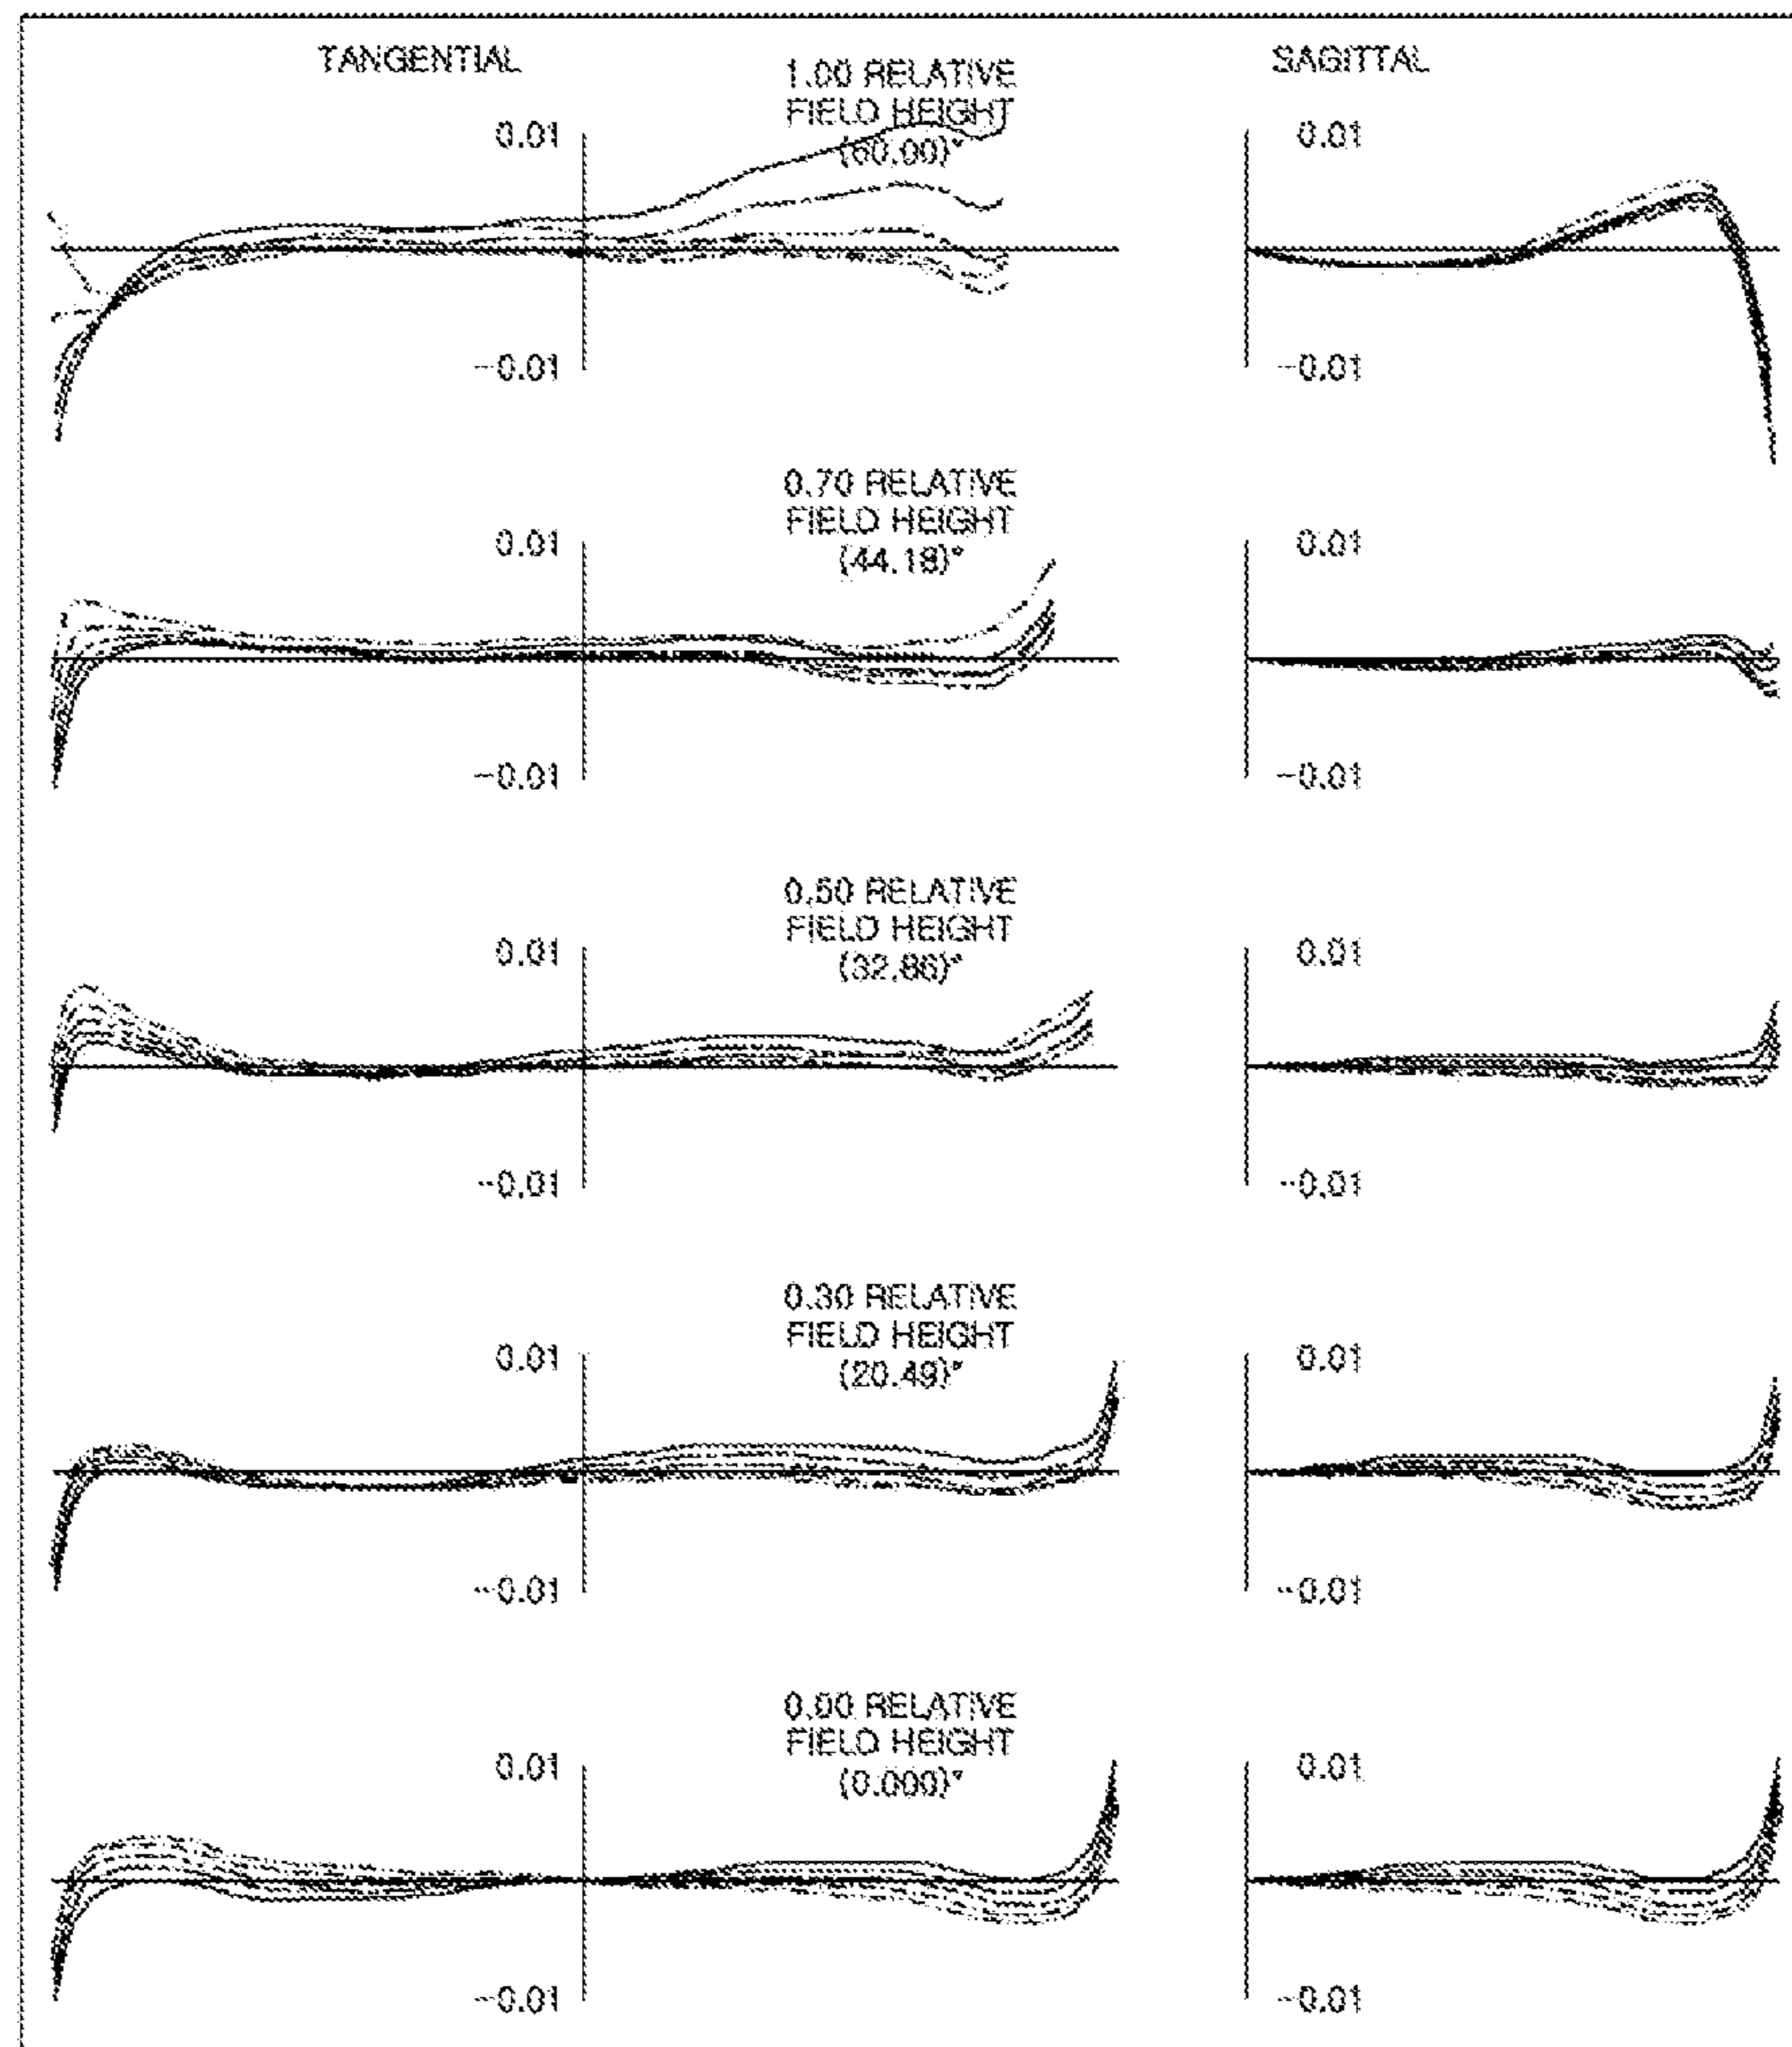 TANGENTIAL
SAGITTAL
1.00 RELATIVE
FIELD HEIGHT
(60.00)°
0.01
0.01
-0.01
-0.01
0.70 RELATIVE
FIELD HEIGHT
(44.18)°
0.01
0.01
-0.01
-0.01
0.50 RELATIVE
FIELD HEIGHT
(32.86)°
0.01
0.01
-0.01
-0.01
0.30 RELATIVE
FIELD HEIGHT
(20.49)°
0.01
0.01
-0.01
-0.01
0.00 RELATIVE
FIELD HEIGHT
(0.000)°
0.01
0.01
-0.01
-0.01